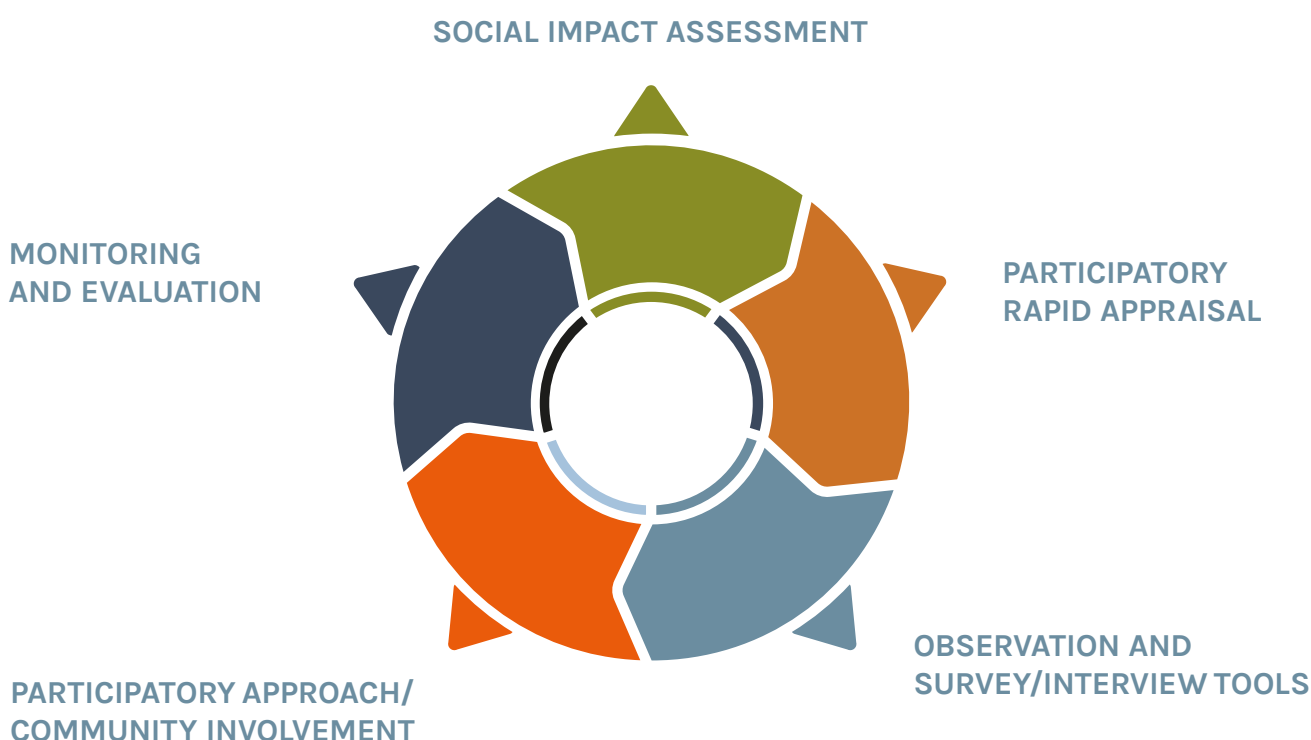 SOCIAL IMPACT ASSESSMENT
MONITORING
AND EVALUATION
PARTICIPATORY
RAPID APPRAISAL
OBSERVATION AND
SURVEY/INTERVIEW TOOLS
PARTICIPATORY APPROACH/
COMMUNITY INVOLVEMENT